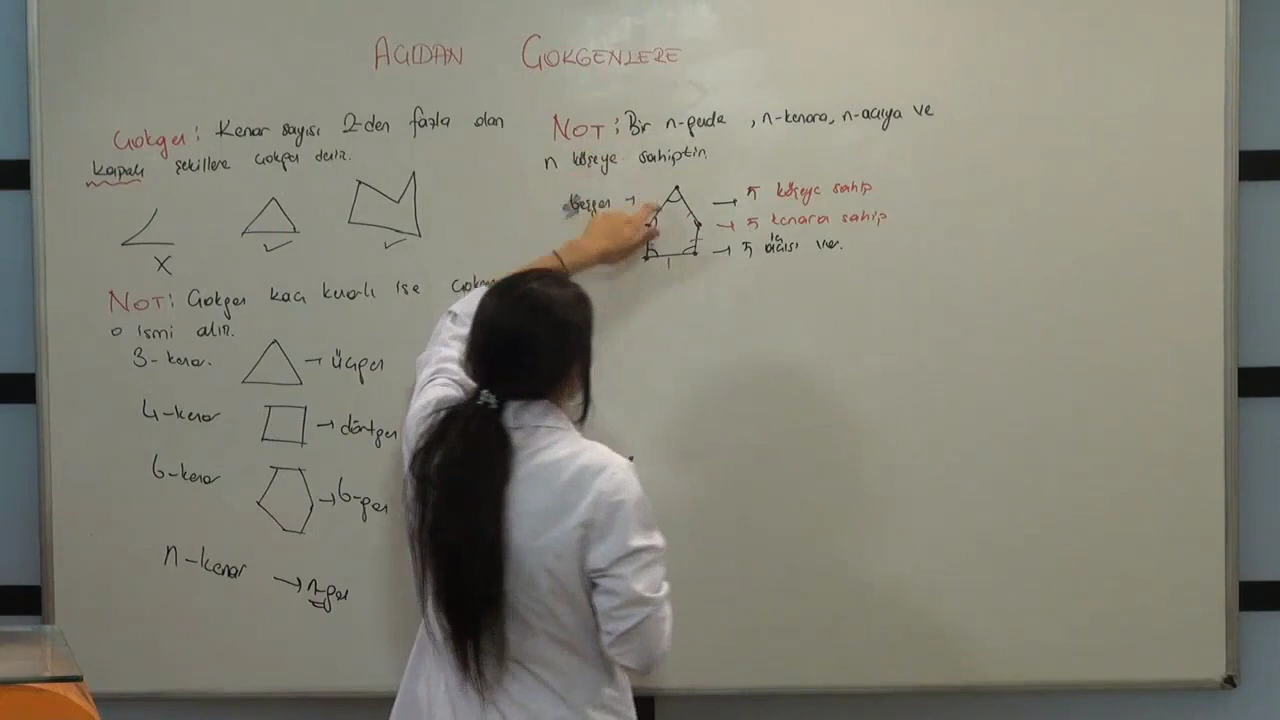 AÇIDAN ÇOKGENLERE
Çokgen: Kenar sayısı 2-den fazla olan
kapalı şekillere çokgen denir.
X
NOT: Çokgen kaç kenarlı ise
o ismi alır.
3-kenar. → üçgen
4-kenar → dörtgen
6-kenar → 6-gen
n-kenar → n-gen
NOT: Bir n-gende, n-kenara, n-açıya ve
n köşeye sahiptir.
beşgen → → 5 köşeye sahip
→ 5 kenara sahip
→ 5 iç açısı var.